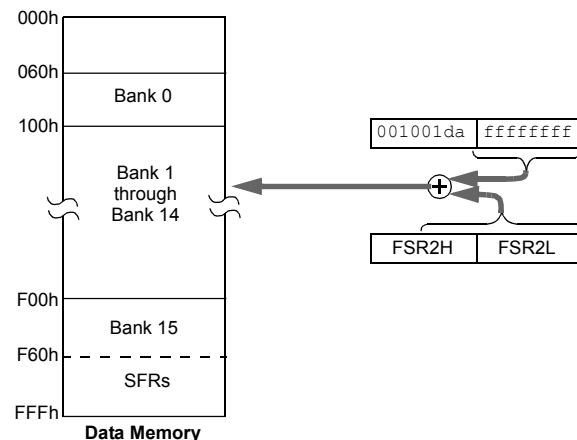 000h
060h
Bank 0
100h
001001da ffffffff
Bank 1
through
Bank 14
FSR2H FSR2L
F00h
Bank 15
F60h
SFRs
FFFh
Data Memory